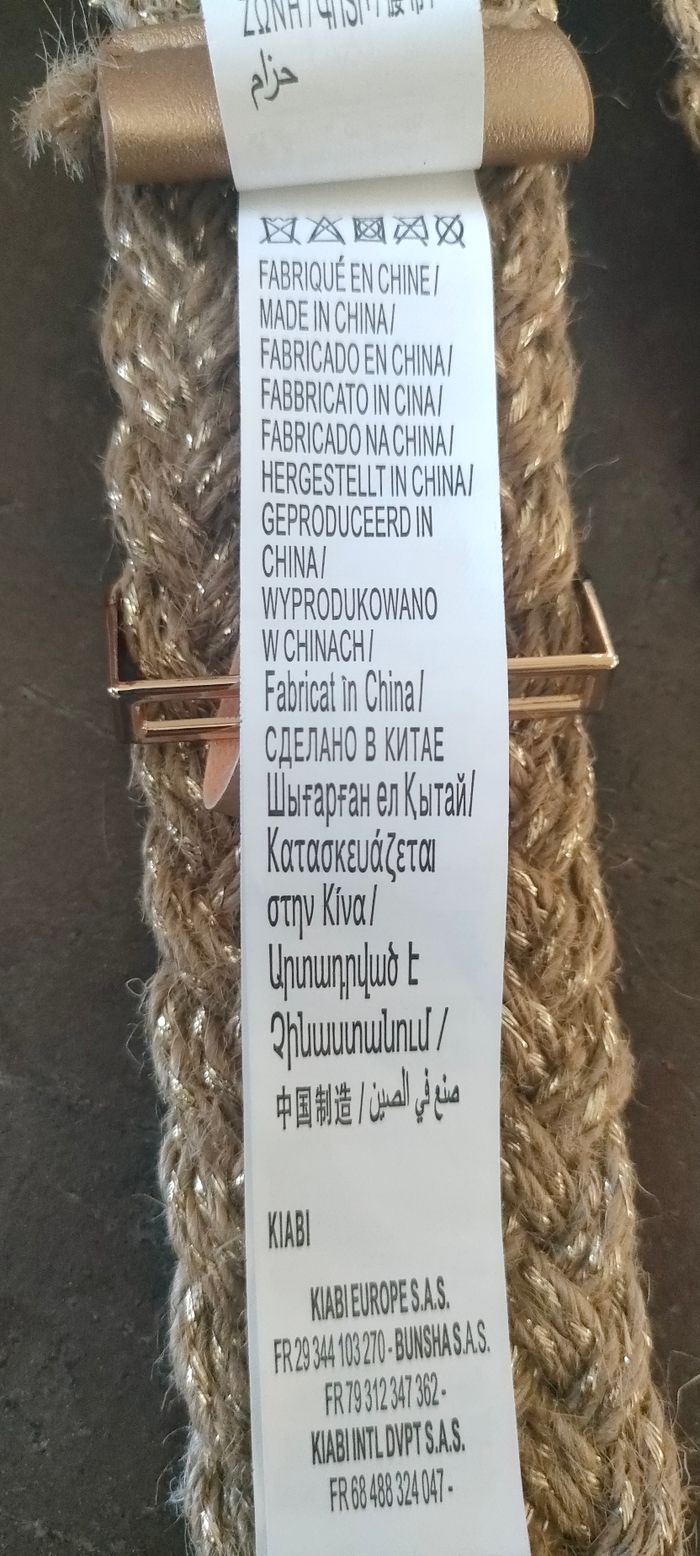 حزام
FABRIQUÉ EN CHINE /
MADE IN CHINA /
FABRICADO EN CHINA /
FABBRICATO IN CINA /
FABRICADO NA CHINA /
HERGESTELLT IN CHINA /
GEPRODUCEERD IN
CHINA /
WYPRODUKOWANO
W CHINACH /
Fabricat în China /
СДЕЛАНО В КИТАЕ
Шығарған ел Қытай/
Κατασκευάζεται
στην Κίνα /
Արտադրված է
Չինաստանում /
中国制造 / صنع في الصين
KIABI
KIABI EUROPE S.A.S.
FR 29 344 103 270 - BUNSHA S.A.S.
FR 79 312 347 362 -
KIABI INTL DVPT S.A.S.
FR 68 488 324 047 -